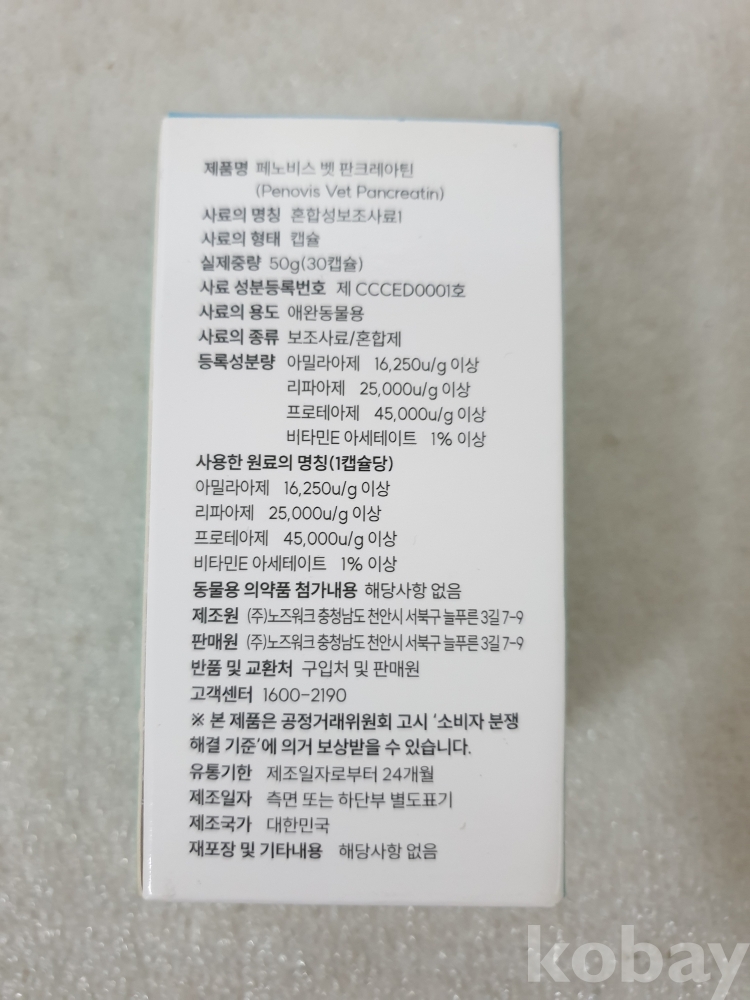 제품명 페노비스 벳 판크레아틴
(Penovis Vet Pancreatin)
사료의 명칭 혼합성보조사료1
사료의 형태 캡슐
실제중량 50g(30캡슐)
사료 성분등록번호 제 CCCED0001호
사료의 용도 애완동물용
사료의 종류 보조사료/혼합제
등록성분량 아밀라아제 16,250u/g 이상
리파아제 25,000u/g 이상
프로테아제 45,000u/g 이상
비타민E 아세테이트 1% 이상
사용한 원료의 명칭(1캡슐당)
아밀라아제 16,250u/g 이상
리파아제 25,000u/g 이상
프로테아제 45,000u/g 이상
비타민E 아세테이트 1% 이상
동물용 의약품 첨가내용 해당사항 없음
제조원 (주)노즈워크 충청남도 천안시 서북구 늘푸른 3길 7-9
판매원 (주)노즈워크 충청남도 천안시 서북구 늘푸른 3길 7-9
반품 및 교환처 구입처 및 판매원
고객센터 1600-2190
※ 본 제품은 공정거래위원회 고시 '소비자 분쟁
해결 기준'에 의거 보상받을 수 있습니다.
유통기한 제조일자로부터 24개월
제조일자 측면 또는 하단부 별도표기
제조국가 대한민국
재포장 및 기타내용 해당사항 없음
kobay